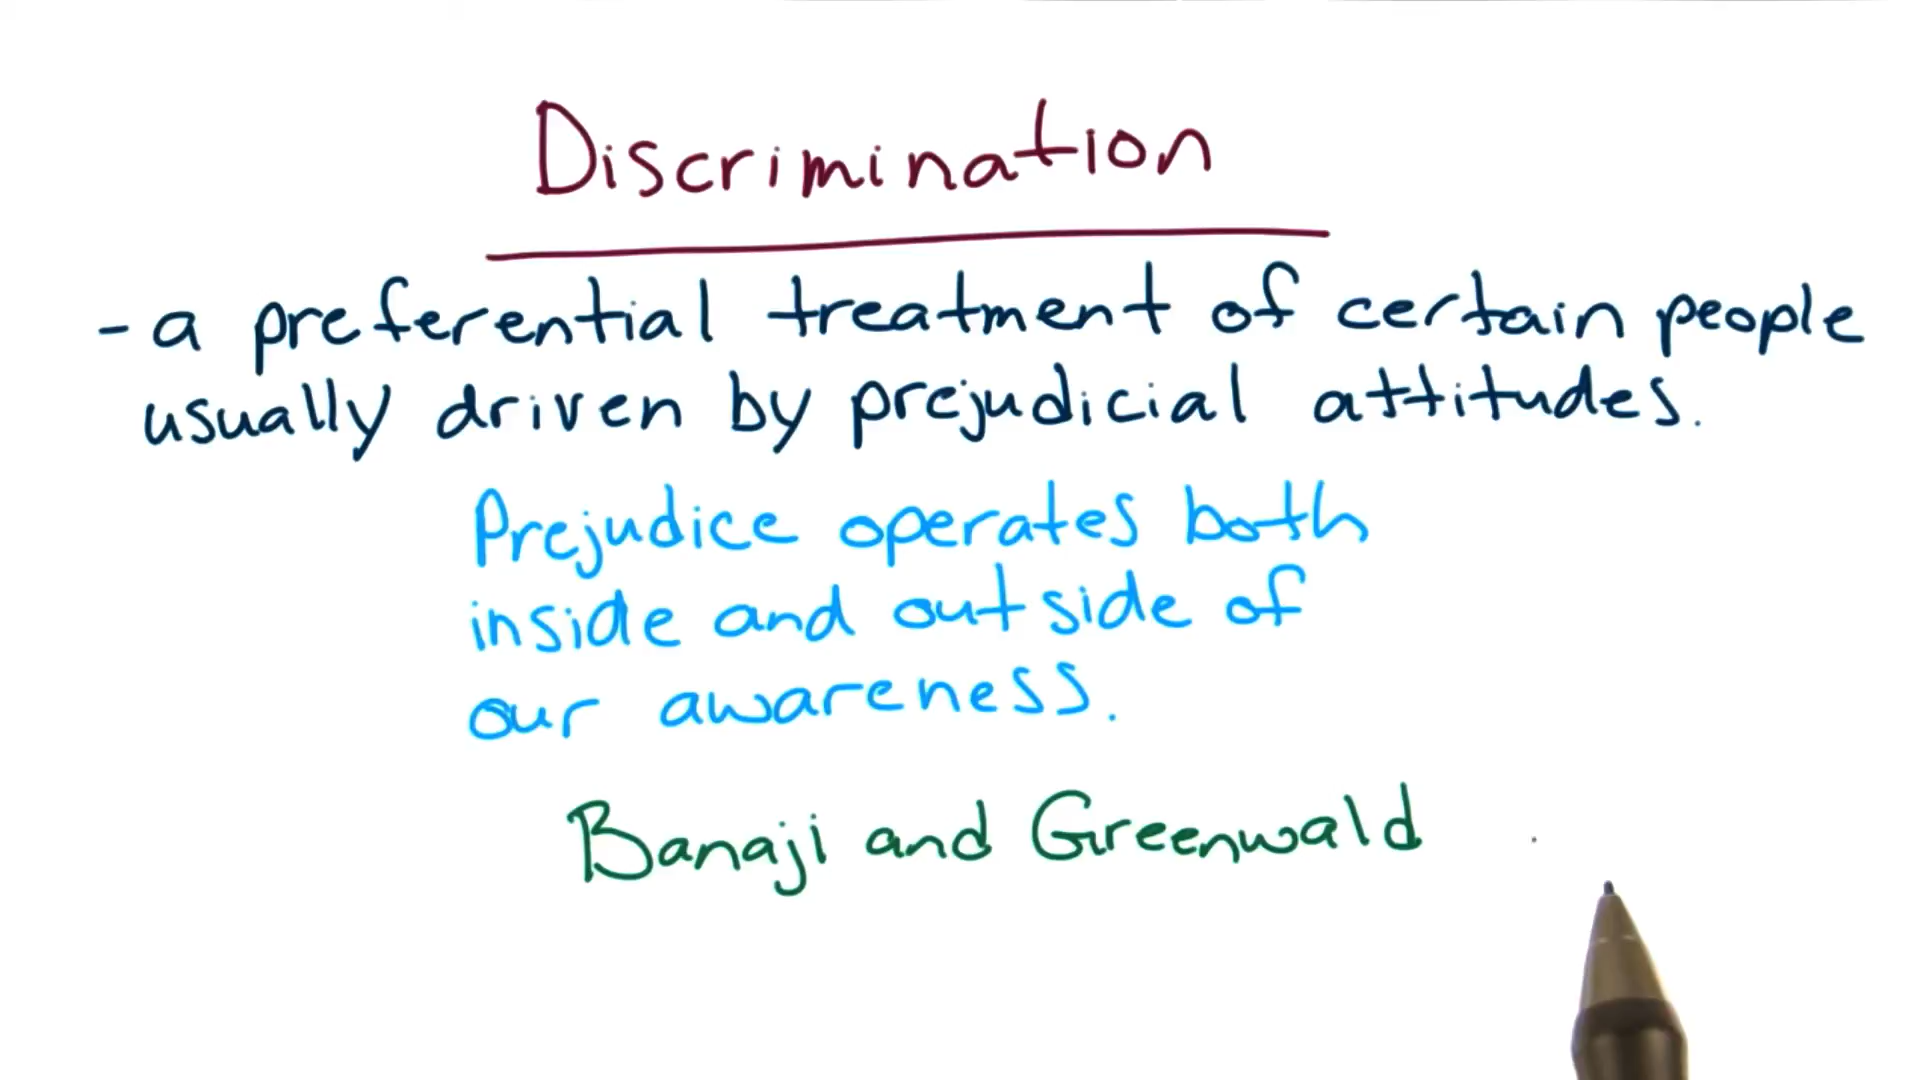 Discrimination
- a preferential treatment of certain people
usually driven by prejudicial attitudes.
Prejudice operates both
inside and outside of
our awareness.
Banaji and Greenwald